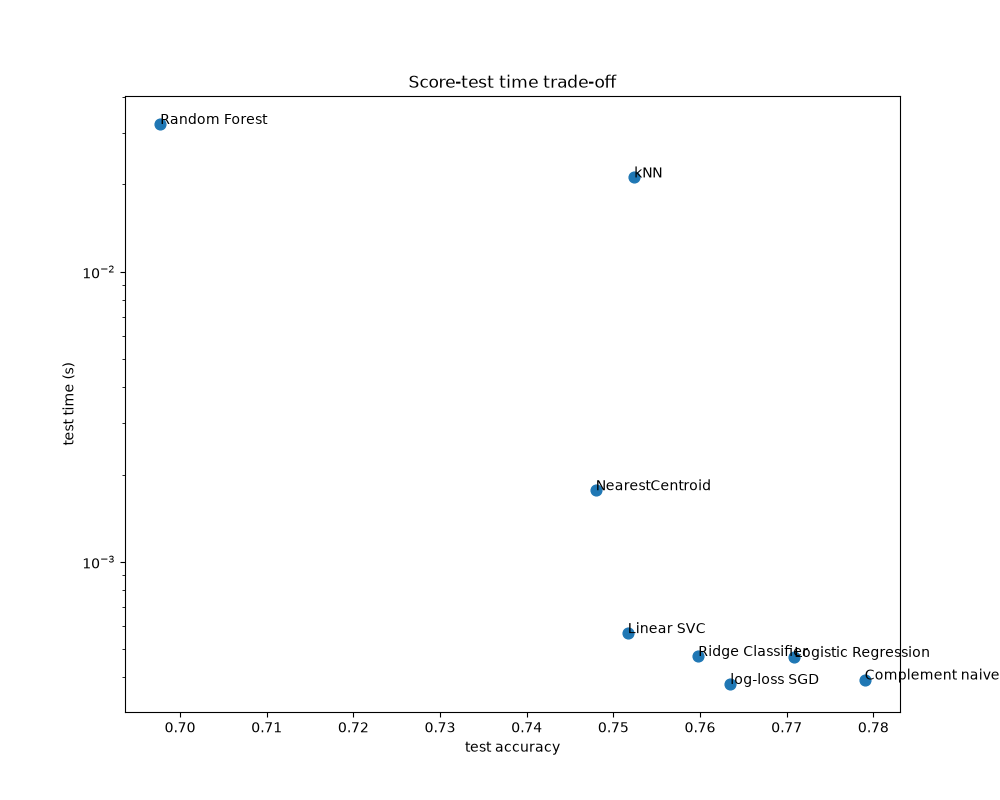 Score-test time trade-off
Random Forest
kNN
10⁻²
test time (s)
NearestCentroid
10⁻³
Linear SVC
Ridge Classifier
Logistic Regression
Complement naive
log-loss SGD
0.70 0.71 0.72 0.73 0.74 0.75 0.76 0.77 0.78
test accuracy